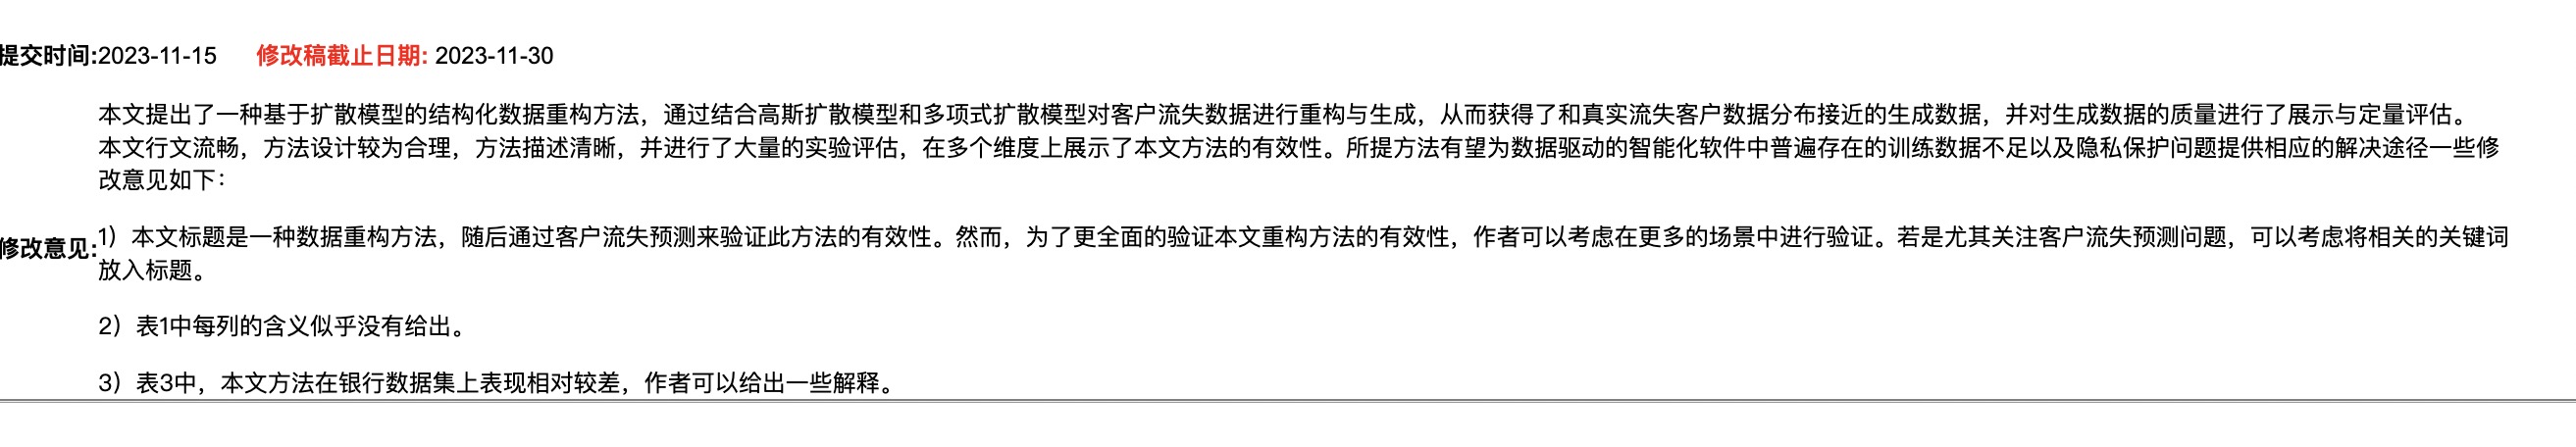 提交时间:2023-11-15 修改稿截止日期: 2023-11-30
本文提出了一种基于扩散模型的结构化数据重构方法，通过结合高斯扩散模型和多项式扩散模型对客户流失数据进行重构与生成，从而获得了和真实流失客户数据分布接近的生成数据，并对生成数据的质量进行了展示与定量评估。
本文行文流畅，方法设计较为合理，方法描述清晰，并进行了大量的实验评估，在多个维度上展示了本文方法的有效性。所提方法有望为数据驱动的智能化软件中普遍存在的训练数据不足以及隐私保护问题提供相应的解决途径一些修
改意见如下：
修改意见:
1）本文标题是一种数据重构方法，随后通过客户流失预测来验证此方法的有效性。然而，为了更全面的验证本文重构方法的有效性，作者可以考虑在更多的场景中进行验证。若是尤其关注客户流失预测问题，可以考虑将相关的关键词
放入标题。
2）表1中每列的含义似乎没有给出。
3）表3中，本文方法在银行数据集上表现相对较差，作者可以给出一些解释。